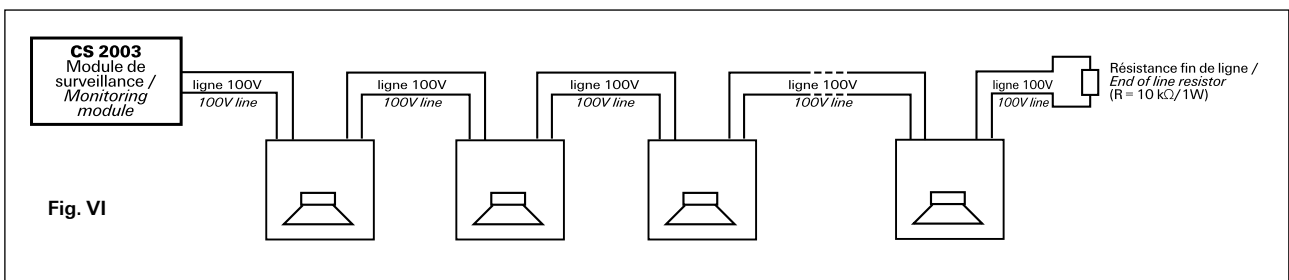 CS 2003
Module de
surveillance /
Monitoring
module
ligne 100V
100V line
ligne 100V
100V line
ligne 100V
100V line
ligne 100V
100V line
ligne 100V
100V line
Résistance fin de ligne /
End of line resistor
(R = 10 kΩ/1W)
Fig. VI